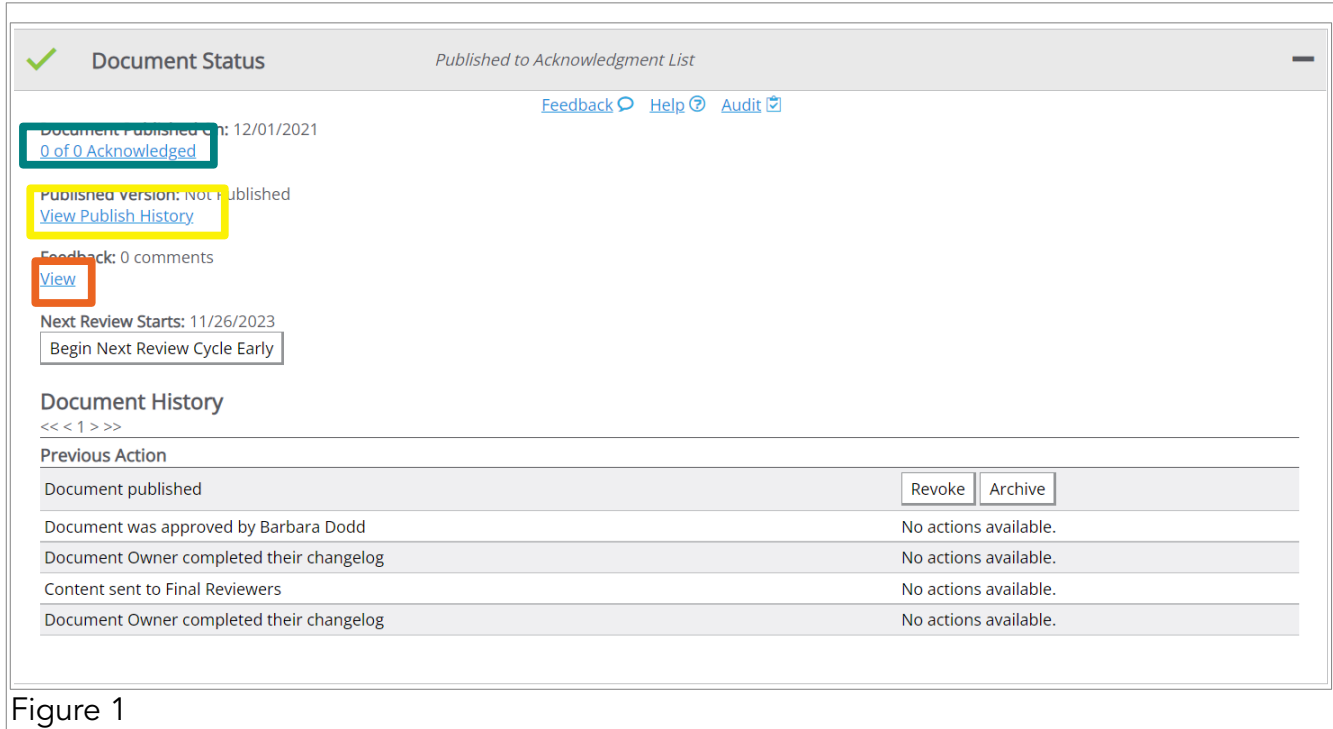 Document Status Published to Acknowledgment List
Feedback Help Audit
Document Published On: 12/01/2021
0 of 0 Acknowledged
Published Version: Not Published
View Publish History
Feedback: 0 comments
View
Next Review Starts: 11/26/2023
Begin Next Review Cycle Early
Document History
<< < 1 > >>
Previous Action
Document published Revoke Archive
Document was approved by Barbara Dodd No actions available.
Document Owner completed their changelog No actions available.
Content sent to Final Reviewers No actions available.
Document Owner completed their changelog No actions available.
Figure 1